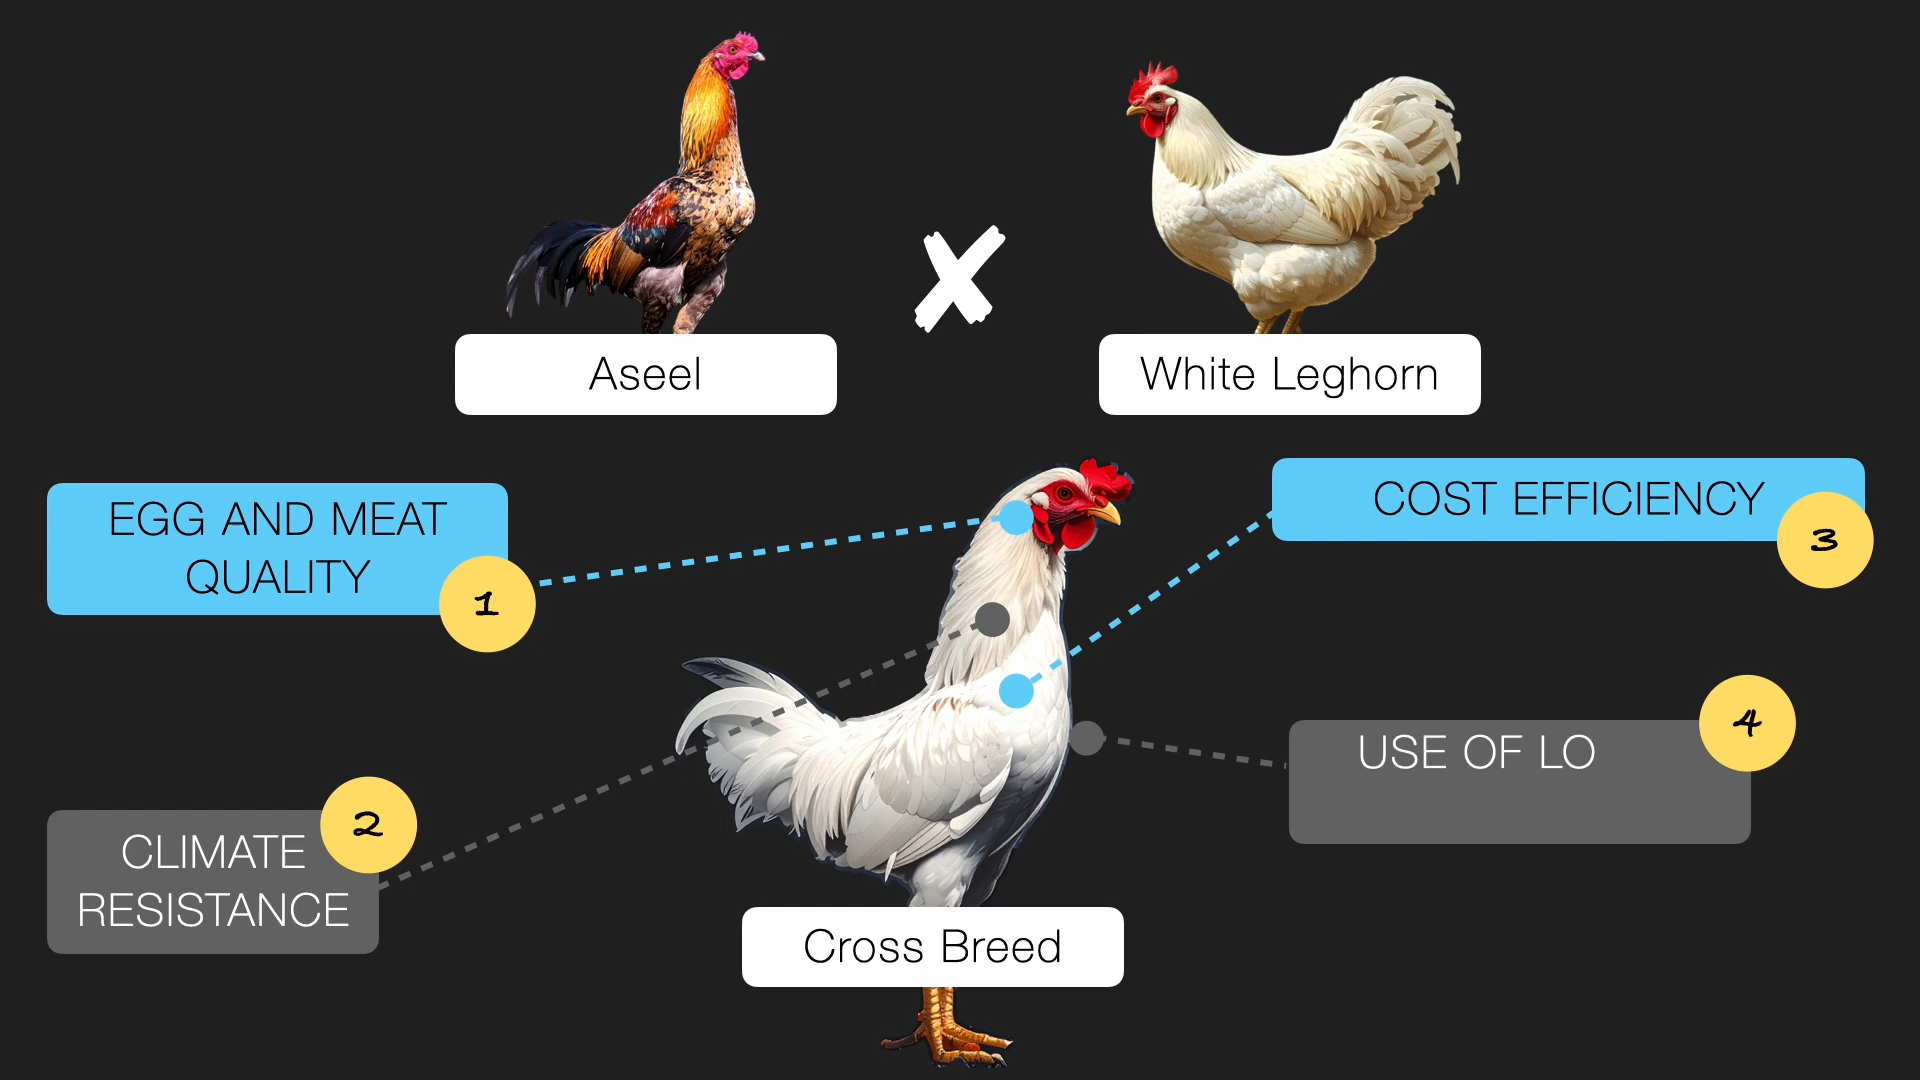 Aseel
White Leghorn
EGG AND MEAT
QUALITY
1
COST EFFICIENCY
3
USE OF LO
4
CLIMATE
RESISTANCE
2
Cross Breed